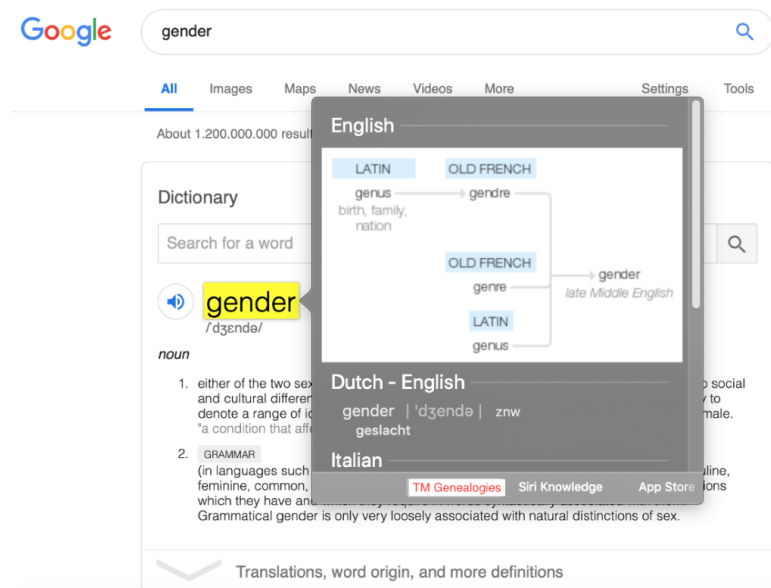 Google
gender
All Images Maps News Videos More Settings Tools
About 1.200.000.000 result
Dictionary
Search for a word
gender
/ˈdʒɛndə/
noun
1. either of the two sex
and cultural differen
denote a range of i
"a condition that affe
social
to
male.
2. GRAMMAR
(in languages such
feminine, common,
which they have and
Grammatical gender is only very loosely associated with natural distinctions of sex.
Translations, word origin, and more definitions
English
LATIN OLD FRENCH
genus gendre
birth, family,
nation
OLD FRENCH
genre
gender
late Middle English
LATIN
genus
Dutch - English
gender | ˈdʒɛndə | znw
geslacht
Italian
TM Genealogies Siri Knowledge App Store